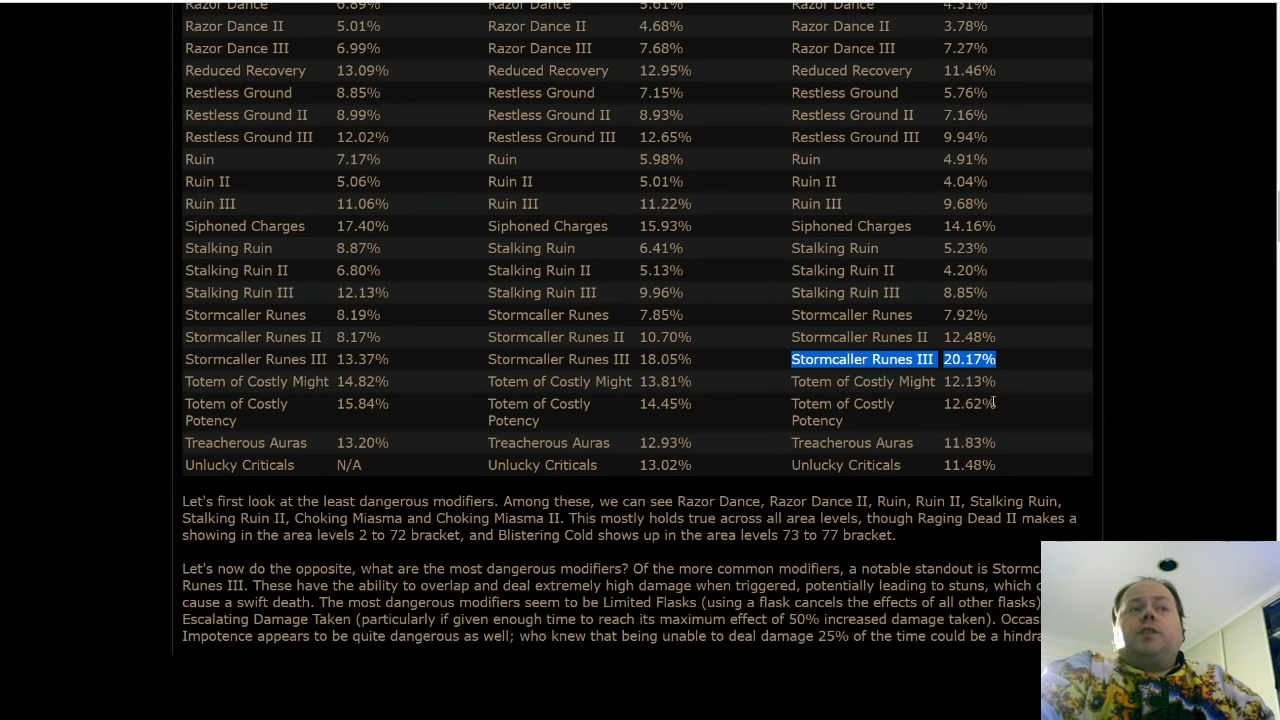 Razor Dance 6.89% Razor Dance 5.61% Razor Dance 4.31%
Razor Dance II 5.01% Razor Dance II 4.68% Razor Dance II 3.78%
Razor Dance III 6.99% Razor Dance III 7.68% Razor Dance III 7.27%
Reduced Recovery 13.09% Reduced Recovery 12.95% Reduced Recovery 11.46%
Restless Ground 8.85% Restless Ground 7.15% Restless Ground 5.76%
Restless Ground II 8.99% Restless Ground II 8.93% Restless Ground II 7.16%
Restless Ground III 12.02% Restless Ground III 12.65% Restless Ground III 9.94%
Ruin 7.17% Ruin 5.98% Ruin 4.91%
Ruin II 5.06% Ruin II 5.01% Ruin II 4.04%
Ruin III 11.06% Ruin III 11.22% Ruin III 9.68%
Siphoned Charges 17.40% Siphoned Charges 15.93% Siphoned Charges 14.16%
Stalking Ruin 8.87% Stalking Ruin 6.41% Stalking Ruin 5.23%
Stalking Ruin II 6.80% Stalking Ruin II 5.13% Stalking Ruin II 4.20%
Stalking Ruin III 12.13% Stalking Ruin III 9.96% Stalking Ruin III 8.85%
Stormcaller Runes 8.19% Stormcaller Runes 7.85% Stormcaller Runes 7.92%
Stormcaller Runes II 8.17% Stormcaller Runes II 10.70% Stormcaller Runes II 12.48%
Stormcaller Runes III 13.37% Stormcaller Runes III 18.05% Stormcaller Runes III 20.17%
Totem of Costly Might 14.82% Totem of Costly Might 13.81% Totem of Costly Might 12.13%
Totem of Costly 15.84% Totem of Costly 14.45% Totem of Costly 12.62%
Potency Potency Potency
Treacherous Auras 13.20% Treacherous Auras 12.93% Treacherous Auras 11.83%
Unlucky Criticals N/A Unlucky Criticals 13.02% Unlucky Criticals 11.48%
Let's first look at the least dangerous modifiers. Among these, we can see Razor Dance, Razor Dance II, Ruin, Ruin II, Stalking Ruin,
Stalking Ruin II, Choking Miasma and Choking Miasma II. This mostly holds true across all area levels, though Raging Dead II makes a
showing in the area levels 2 to 72 bracket, and Blistering Cold shows up in the area levels 73 to 77 bracket.
Let's now do the opposite, what are the most dangerous modifiers? Of the more common modifiers, a notable standout is Stormca
Runes III. These have the ability to overlap and deal extremely high damage when triggered, potentially leading to stuns, which c
cause a swift death. The most dangerous modifiers seem to be Limited Flasks (using a flask cancels the effects of all other flasks)
Escalating Damage Taken (particularly if given enough time to reach its maximum effect of 50% increased damage taken). Occas
Impotence appears to be quite dangerous as well; who knew that being unable to deal damage 25% of the time could be a hindra